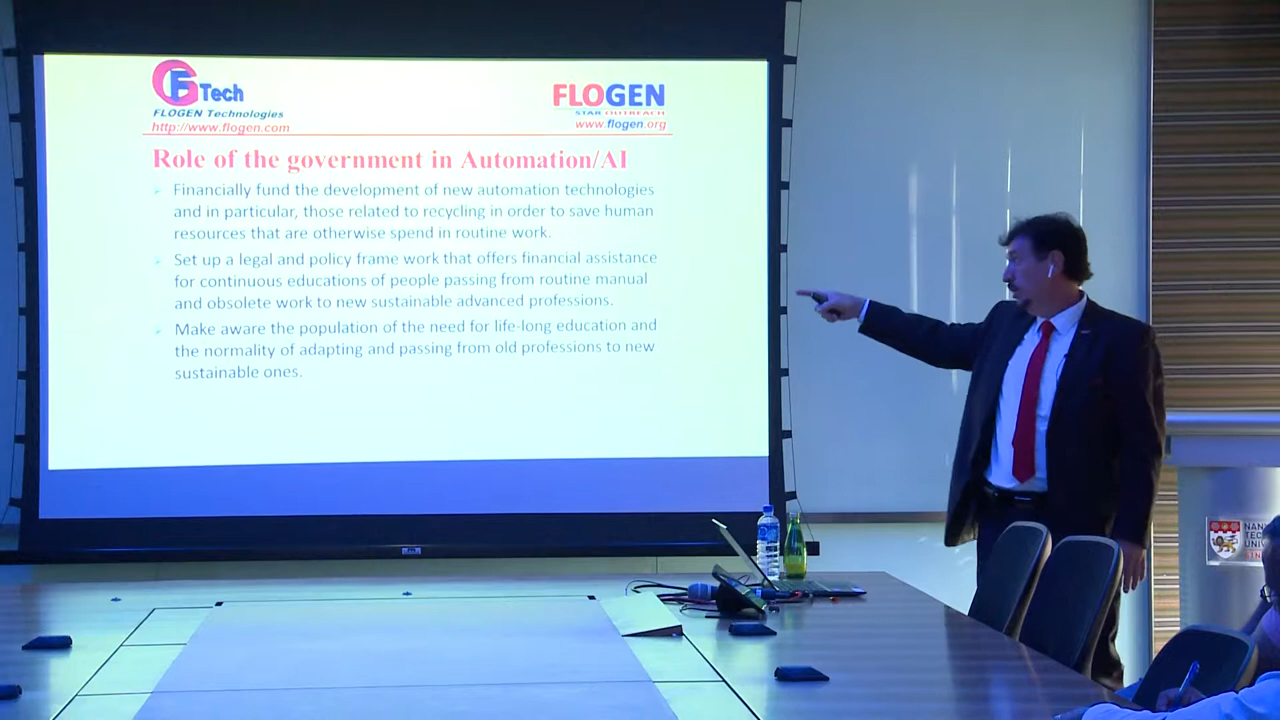 GF Tech
FLOGEN Technologies
http://www.flogen.com
FLOGEN
STAR OUTREACH
www.flogen.org
Role of the government in Automation/AI
Financially fund the development of new automation technologies
and in particular, those related to recycling in order to save human
resources that are otherwise spend in routine work.
Set up a legal and policy frame work that offers financial assistance
for continuous educations of people passing from routine manual
and obsolete work to new sustainable advanced professions.
Make aware the population of the need for life-long education and
the normality of adapting and passing from old professions to new
sustainable ones.